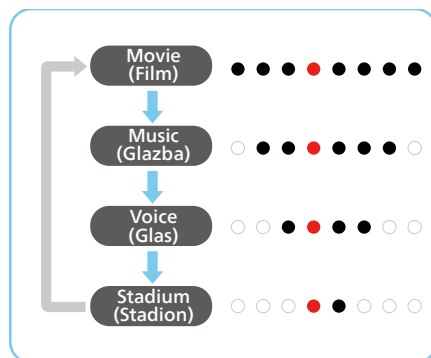 Movie
(Film)
Music
(Glazba)
Voice
(Glas)
Stadium
(Stadion)